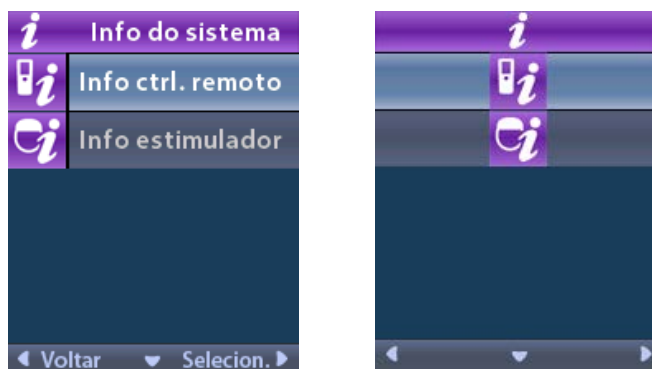 Info do sistema
Info ctrl. remoto
Info estimulador
Voltar Selecion.